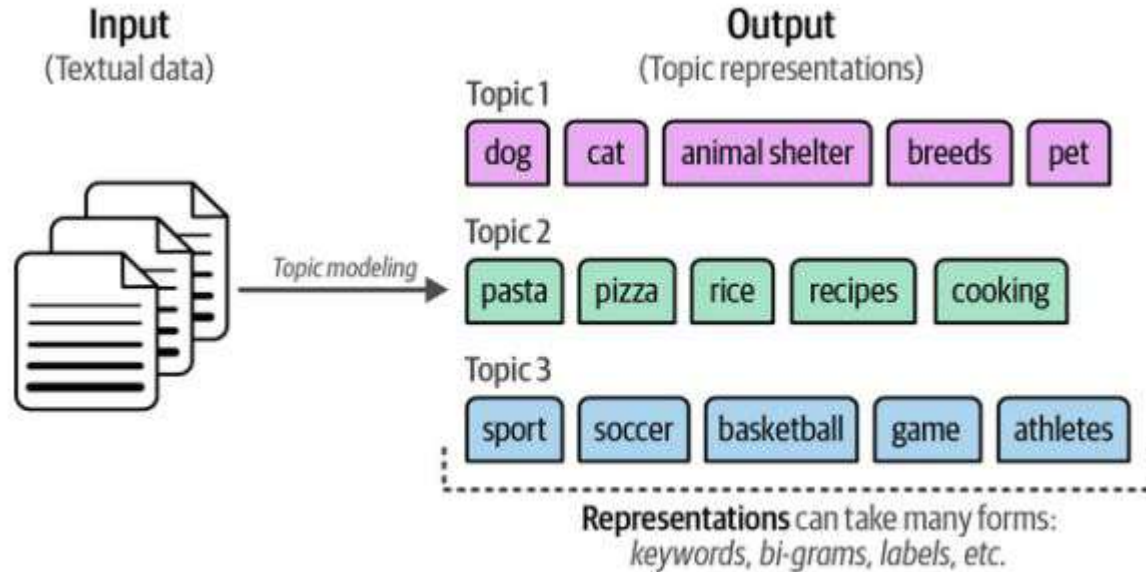 Input
(Textual data)
Output
(Topic representations)
Topic 1
dog cat animal shelter breeds pet
Topic modeling
Topic 2
pasta pizza rice recipes cooking
Topic 3
sport soccer basketball game athletes
Representations can take many forms:
keywords, bi-grams, labels, etc.